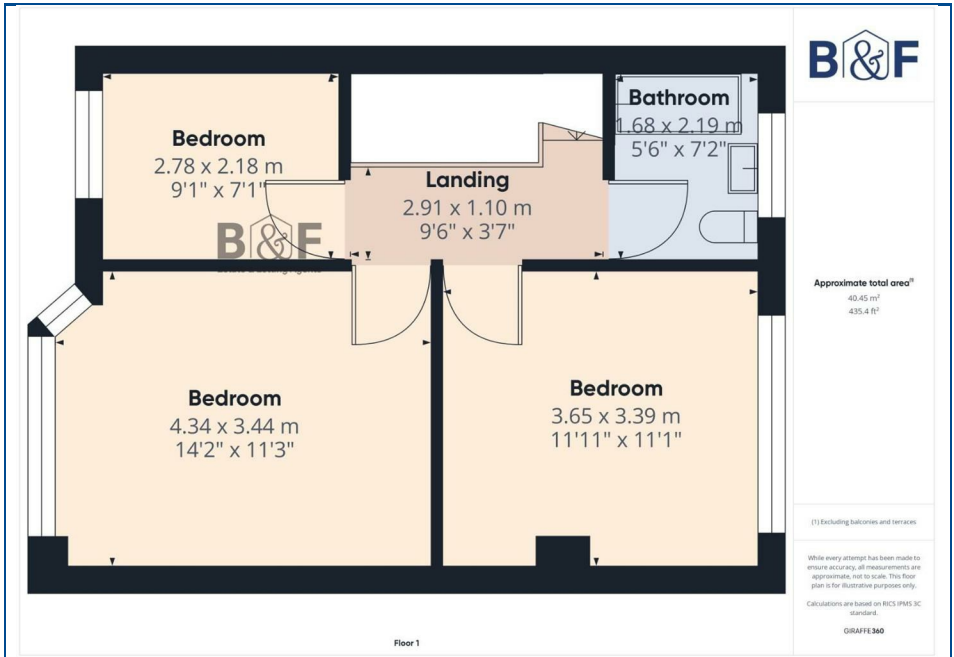 B&F
Bedroom
2.78 x 2.18 m
9'1" x 7'1"
Bathroom
1.68 x 2.19 m
5'6" x 7'2"
Landing
2.91 x 1.10 m
9'6" x 3'7"
B&F
Bedroom
4.34 x 3.44 m
14'2" x 11'3"
Bedroom
3.65 x 3.39 m
11'11" x 11'1"
Floor 1
Approximate total area(1)
40.45 m²
435.4 ft²
(1) Excluding balconies and terraces
While every attempt has been made to
ensure accuracy, all measurements are
approximate, not to scale. This floor
plan is for illustrative purposes only.
Calculations are based on RICS IPMS 3C
standard.
GIRAFFE360